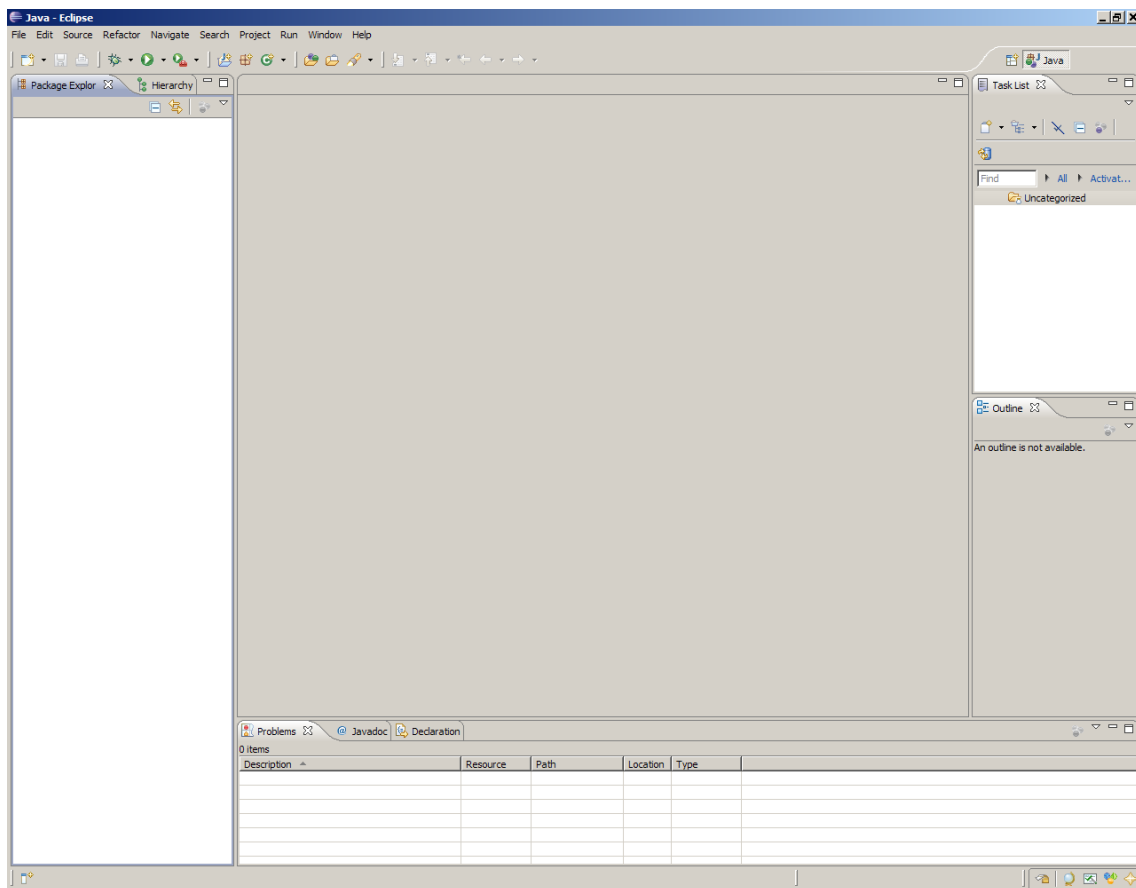 Java - Eclipse
File Edit Source Refactor Navigate Search Project Run Window Help
Java
Package Explor
Hierarchy
Task List
Find
All
Activat...
Uncategorized
Outline
An outline is not available.
Problems
@ Javadoc
Declaration
0 items
Description Resource Path Location Type